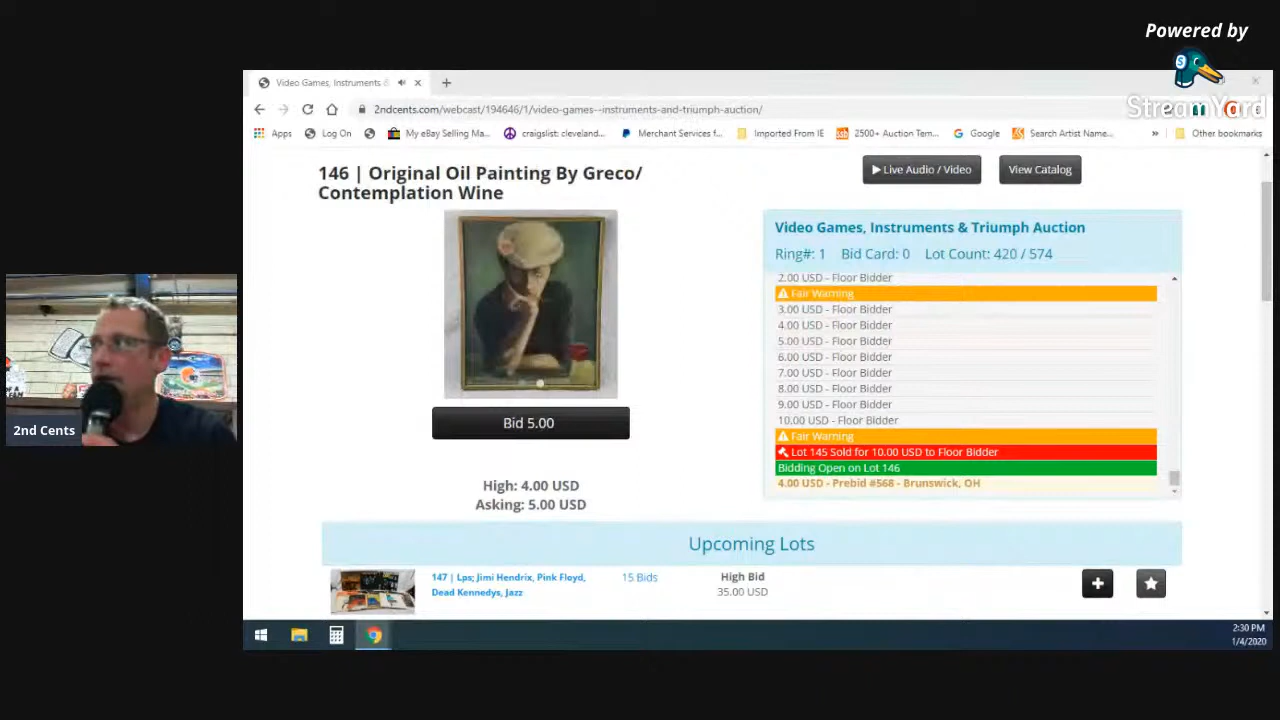 Powered by
StreamYard
Video Games, Instruments &
2ndcents.com/webcast/194646/1/video-games--instruments-and-triumph-auction/
Apps
Log On
My eBay Selling Ma...
craigslist: cleveland...
Merchant Services f...
Imported From IE
2500+ Auction Tem...
Google
Search Artist Name...
»
Other bookmarks
146 | Original Oil Painting By Greco/
Contemplation Wine
Live Audio / Video
View Catalog
Bid 5.00
High: 4.00 USD
Asking: 5.00 USD
Video Games, Instruments & Triumph Auction
Ring#: 1 Bid Card: 0 Lot Count: 420 / 574
2.00 USD - Floor Bidder
Fair Warning
3.00 USD - Floor Bidder
4.00 USD - Floor Bidder
5.00 USD - Floor Bidder
6.00 USD - Floor Bidder
7.00 USD - Floor Bidder
8.00 USD - Floor Bidder
9.00 USD - Floor Bidder
10.00 USD - Floor Bidder
Fair Warning
Lot 145 Sold for 10.00 USD to Floor Bidder
Bidding Open on Lot 146
4.00 USD - Prebid #568 - Brunswick, OH
2nd Cents
Upcoming Lots
147 | Lps; Jimi Hendrix, Pink Floyd,
Dead Kennedys, Jazz
15 Bids
High Bid
35.00 USD
2:30 PM
1/4/2020